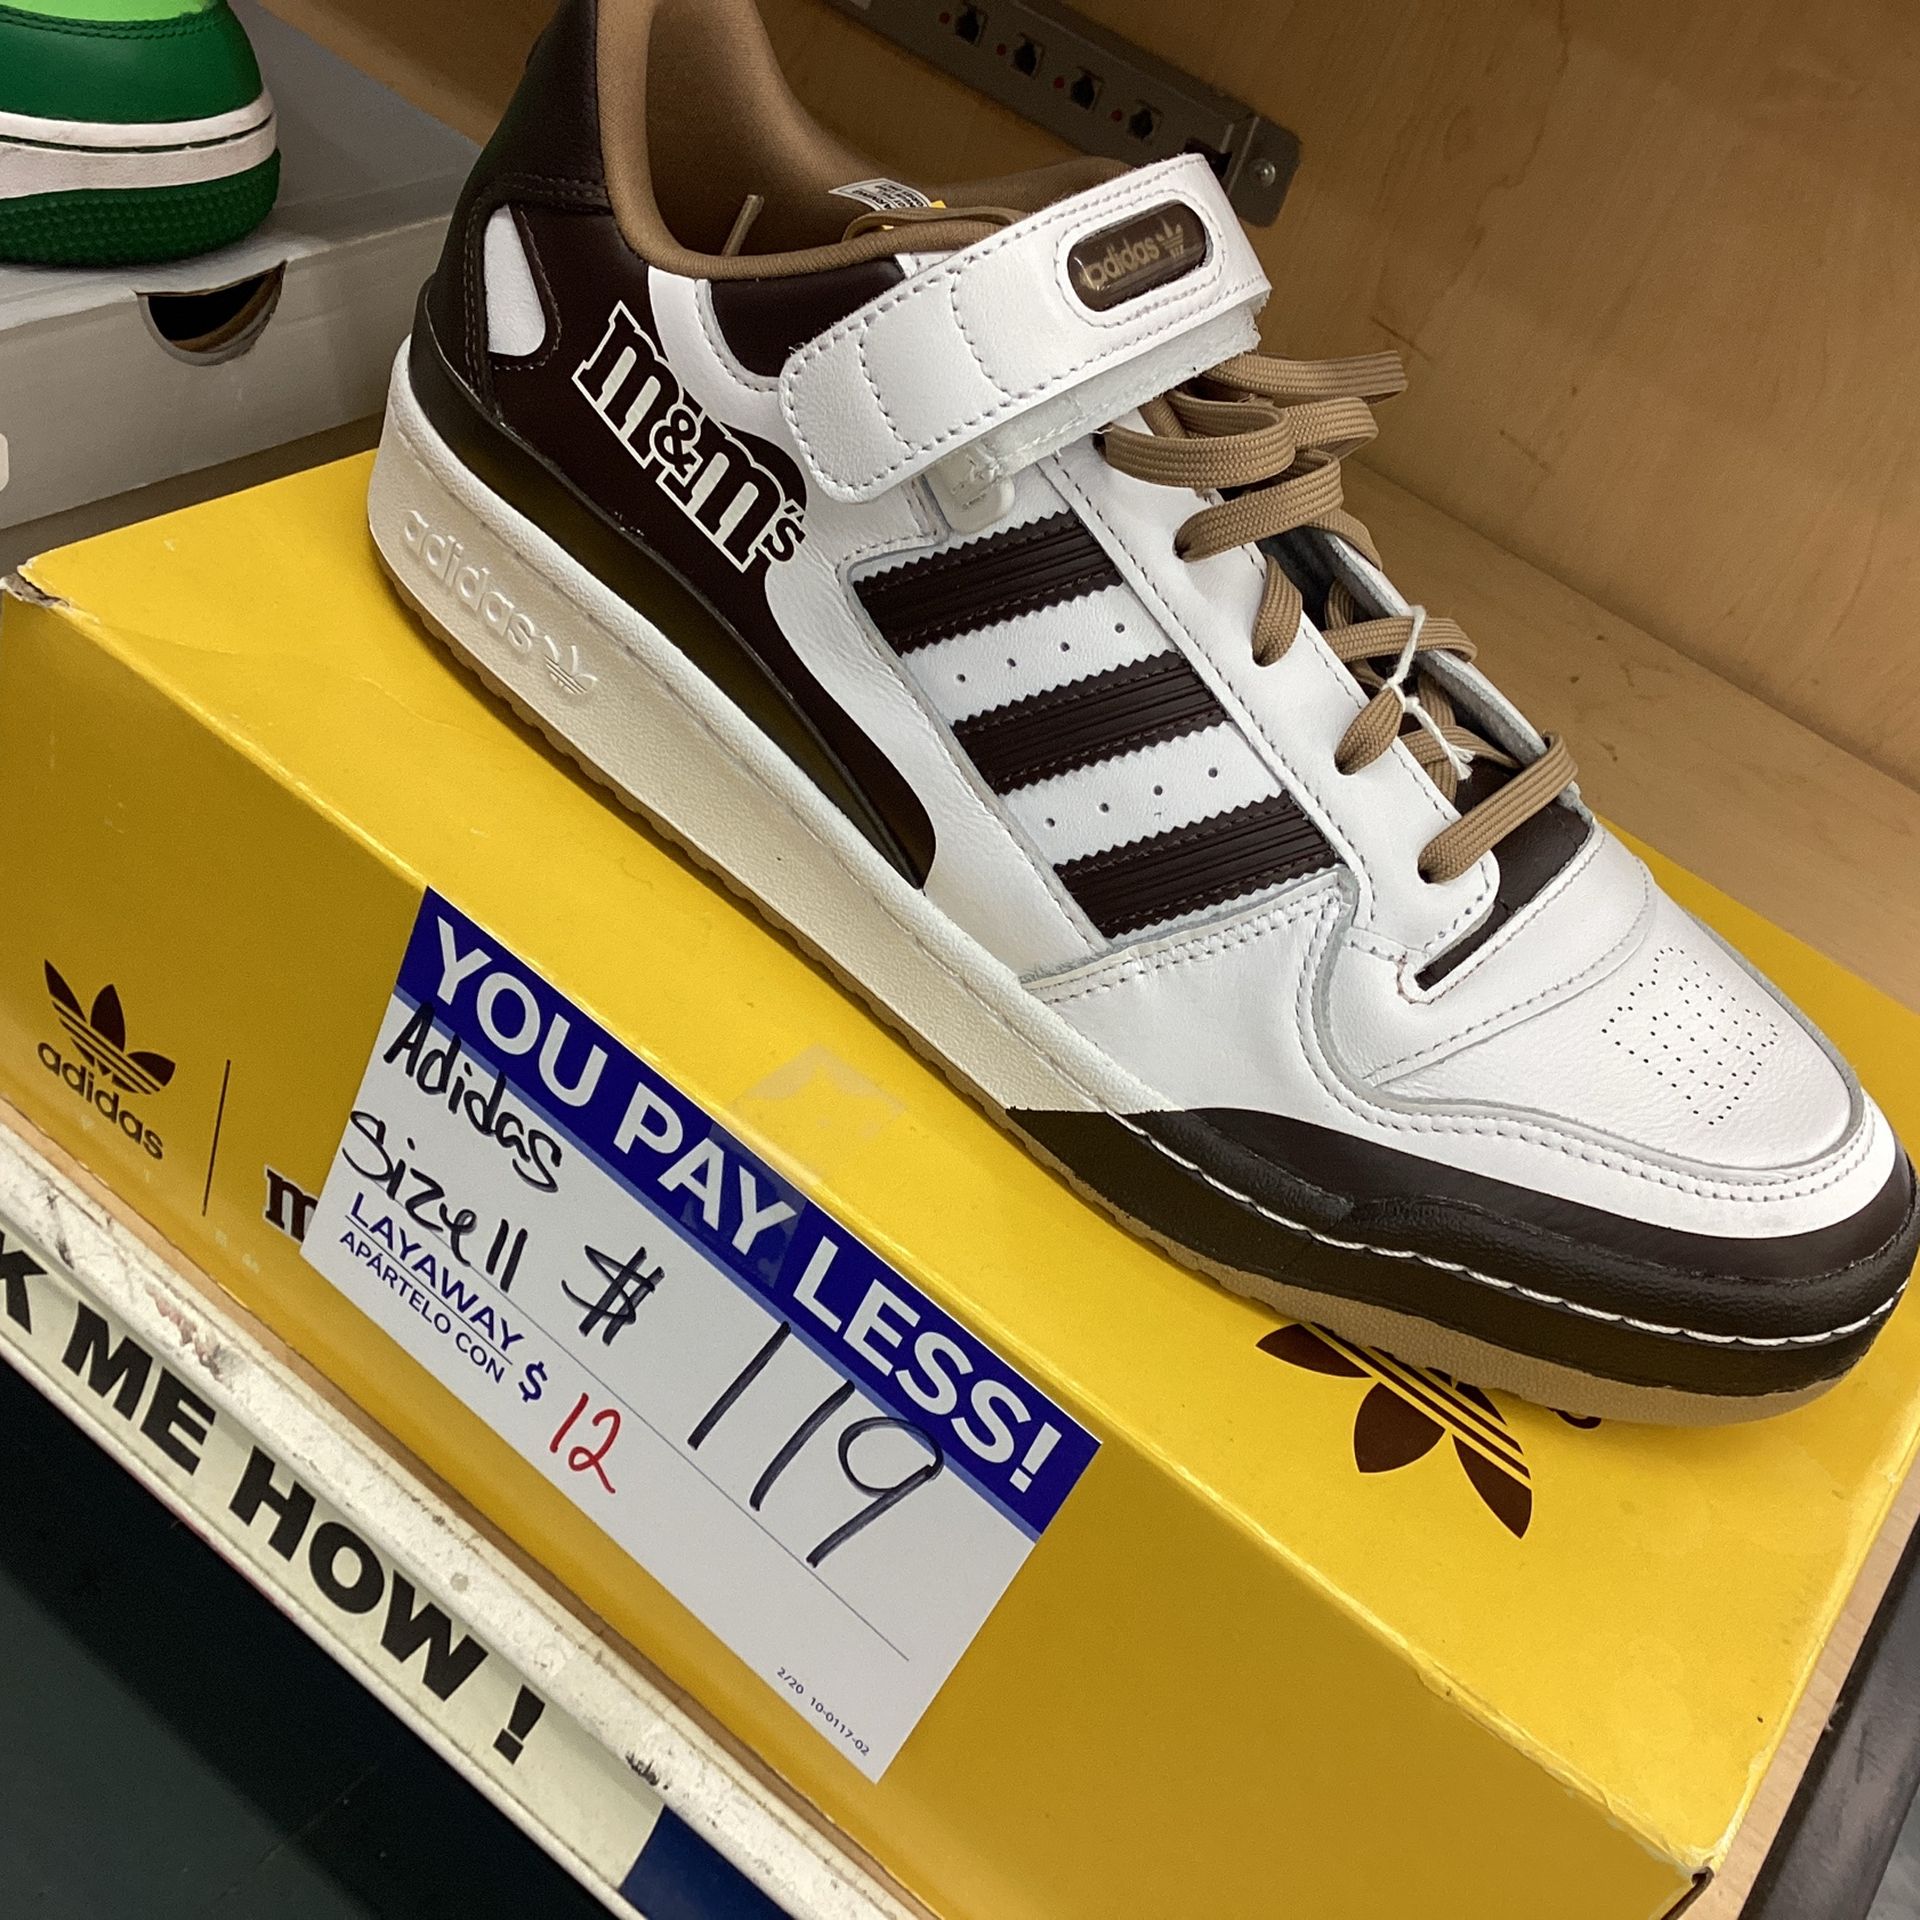 adidas
m&m's
adidas
adidas
m
YOU PAY LESS!
Adidas
Size 11
$119
LAYAWAY
APÁRTELO CON $12
2/20 10-0117-02
K ME HOW!